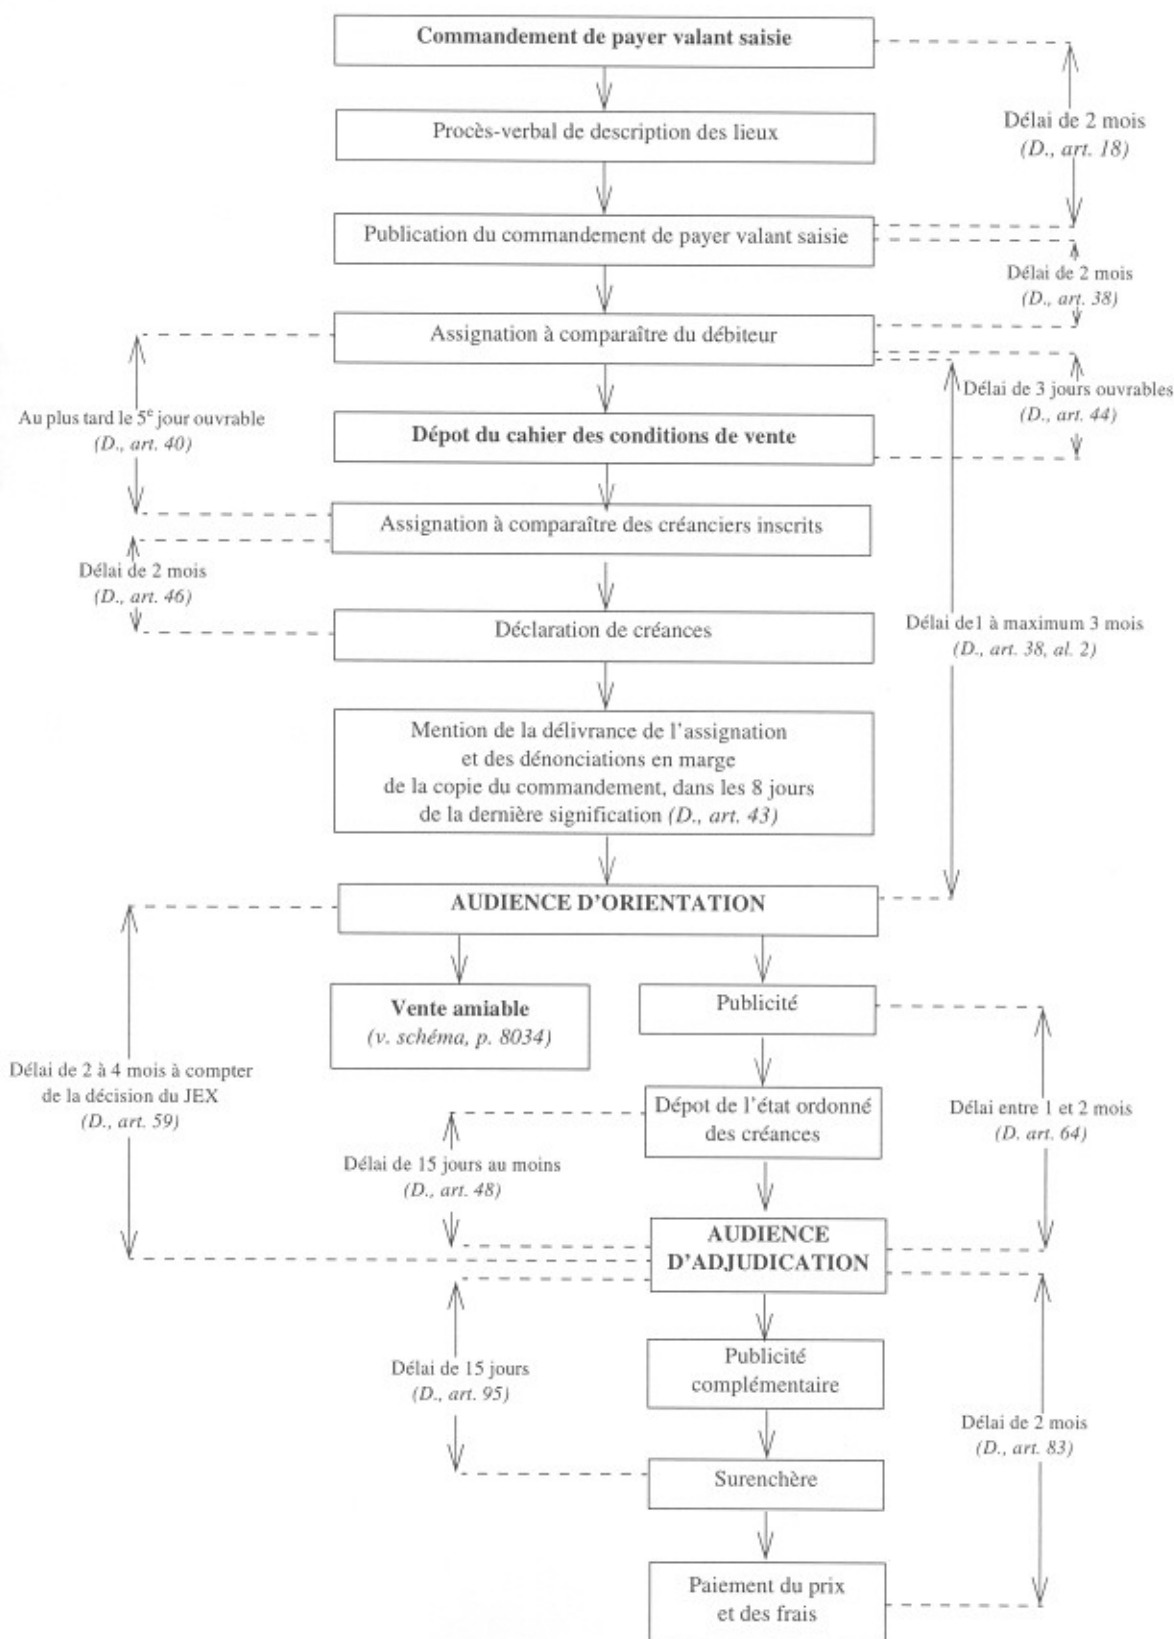 Commandement de payer valant saisie
Délai de 2 mois
(D., art. 18)
Procès-verbal de description des lieux
Publication du commandement de payer valant saisie
Délai de 2 mois
(D., art. 38)
Assignation à comparaître du débiteur
Délai de 3 jours ouvrables
(D., art. 44)
Au plus tard le 5e jour ouvrable
(D., art. 40)
Dépot du cahier des conditions de vente
Assignation à comparaître des créanciers inscrits
Délai de 2 mois
(D., art. 46)
Déclaration de créances
Délai de1 à maximum 3 mois
(D., art. 38, al. 2)
Mention de la délivrance de l'assignation
et des dénonciations en marge
de la copie du commandement, dans les 8 jours
de la dernière signification (D., art. 43)
AUDIENCE D'ORIENTATION
Vente amiable
(v. schéma, p. 8034)
Publicité
Délai de 2 à 4 mois à compter
de la décision du JEX
(D., art. 59)
Dépot de l'état ordonné
des créances
Délai entre 1 et 2 mois
(D. art. 64)
Délai de 15 jours au moins
(D., art. 48)
AUDIENCE
D'ADJUDICATION
Publicité
complémentaire
Délai de 15 jours
(D., art. 95)
Délai de 2 mois
(D., art. 83)
Surenchère
Paiement du prix
et des frais